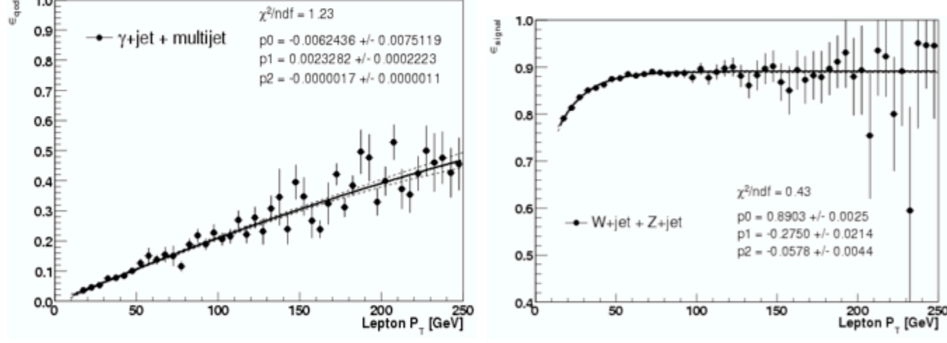 ε_qcd
χ²/ndf = 1.23
γ+jet + multijet
p0 = -0.0062436 +/- 0.0075119
p1 = 0.0023282 +/- 0.0002223
p2 = -0.0000017 +/- 0.0000011
1.0
0.9
0.8
0.7
0.6
0.5
0.4
0.3
0.2
0.1
0.0
0 50 100 150 200 250
Lepton P_T [GeV]
ε_signal
1.0
0.9
0.8
0.7
0.6
0.5
0.4
χ²/ndf = 0.43
W+jet + Z+jet
p0 = 0.8903 +/- 0.0025
p1 = -0.2750 +/- 0.0214
p2 = -0.0578 +/- 0.0044
0 50 100 150 200 250
Lepton P_T [GeV]